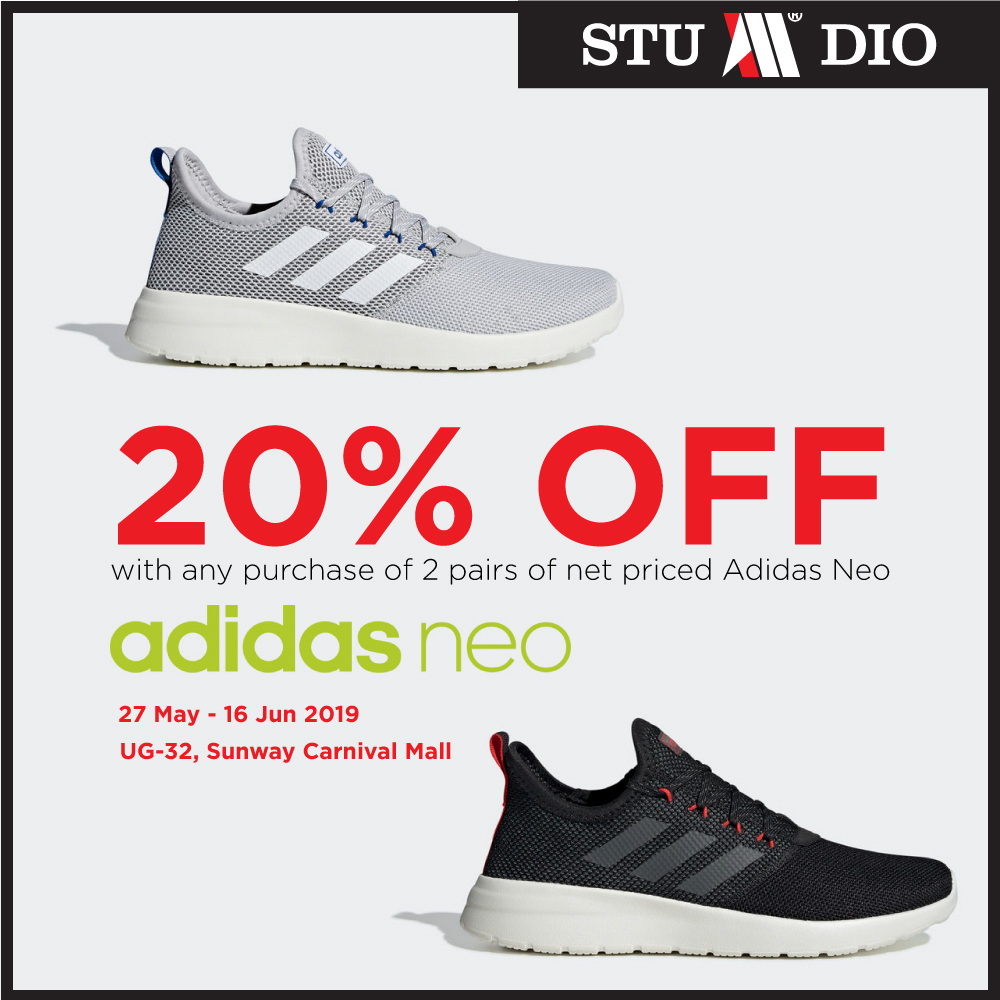 STU DIO
®
20% OFF
with any purchase of 2 pairs of net priced Adidas Neo
adidas neo
27 May - 16 Jun 2019
UG-32, Sunway Carnival Mall